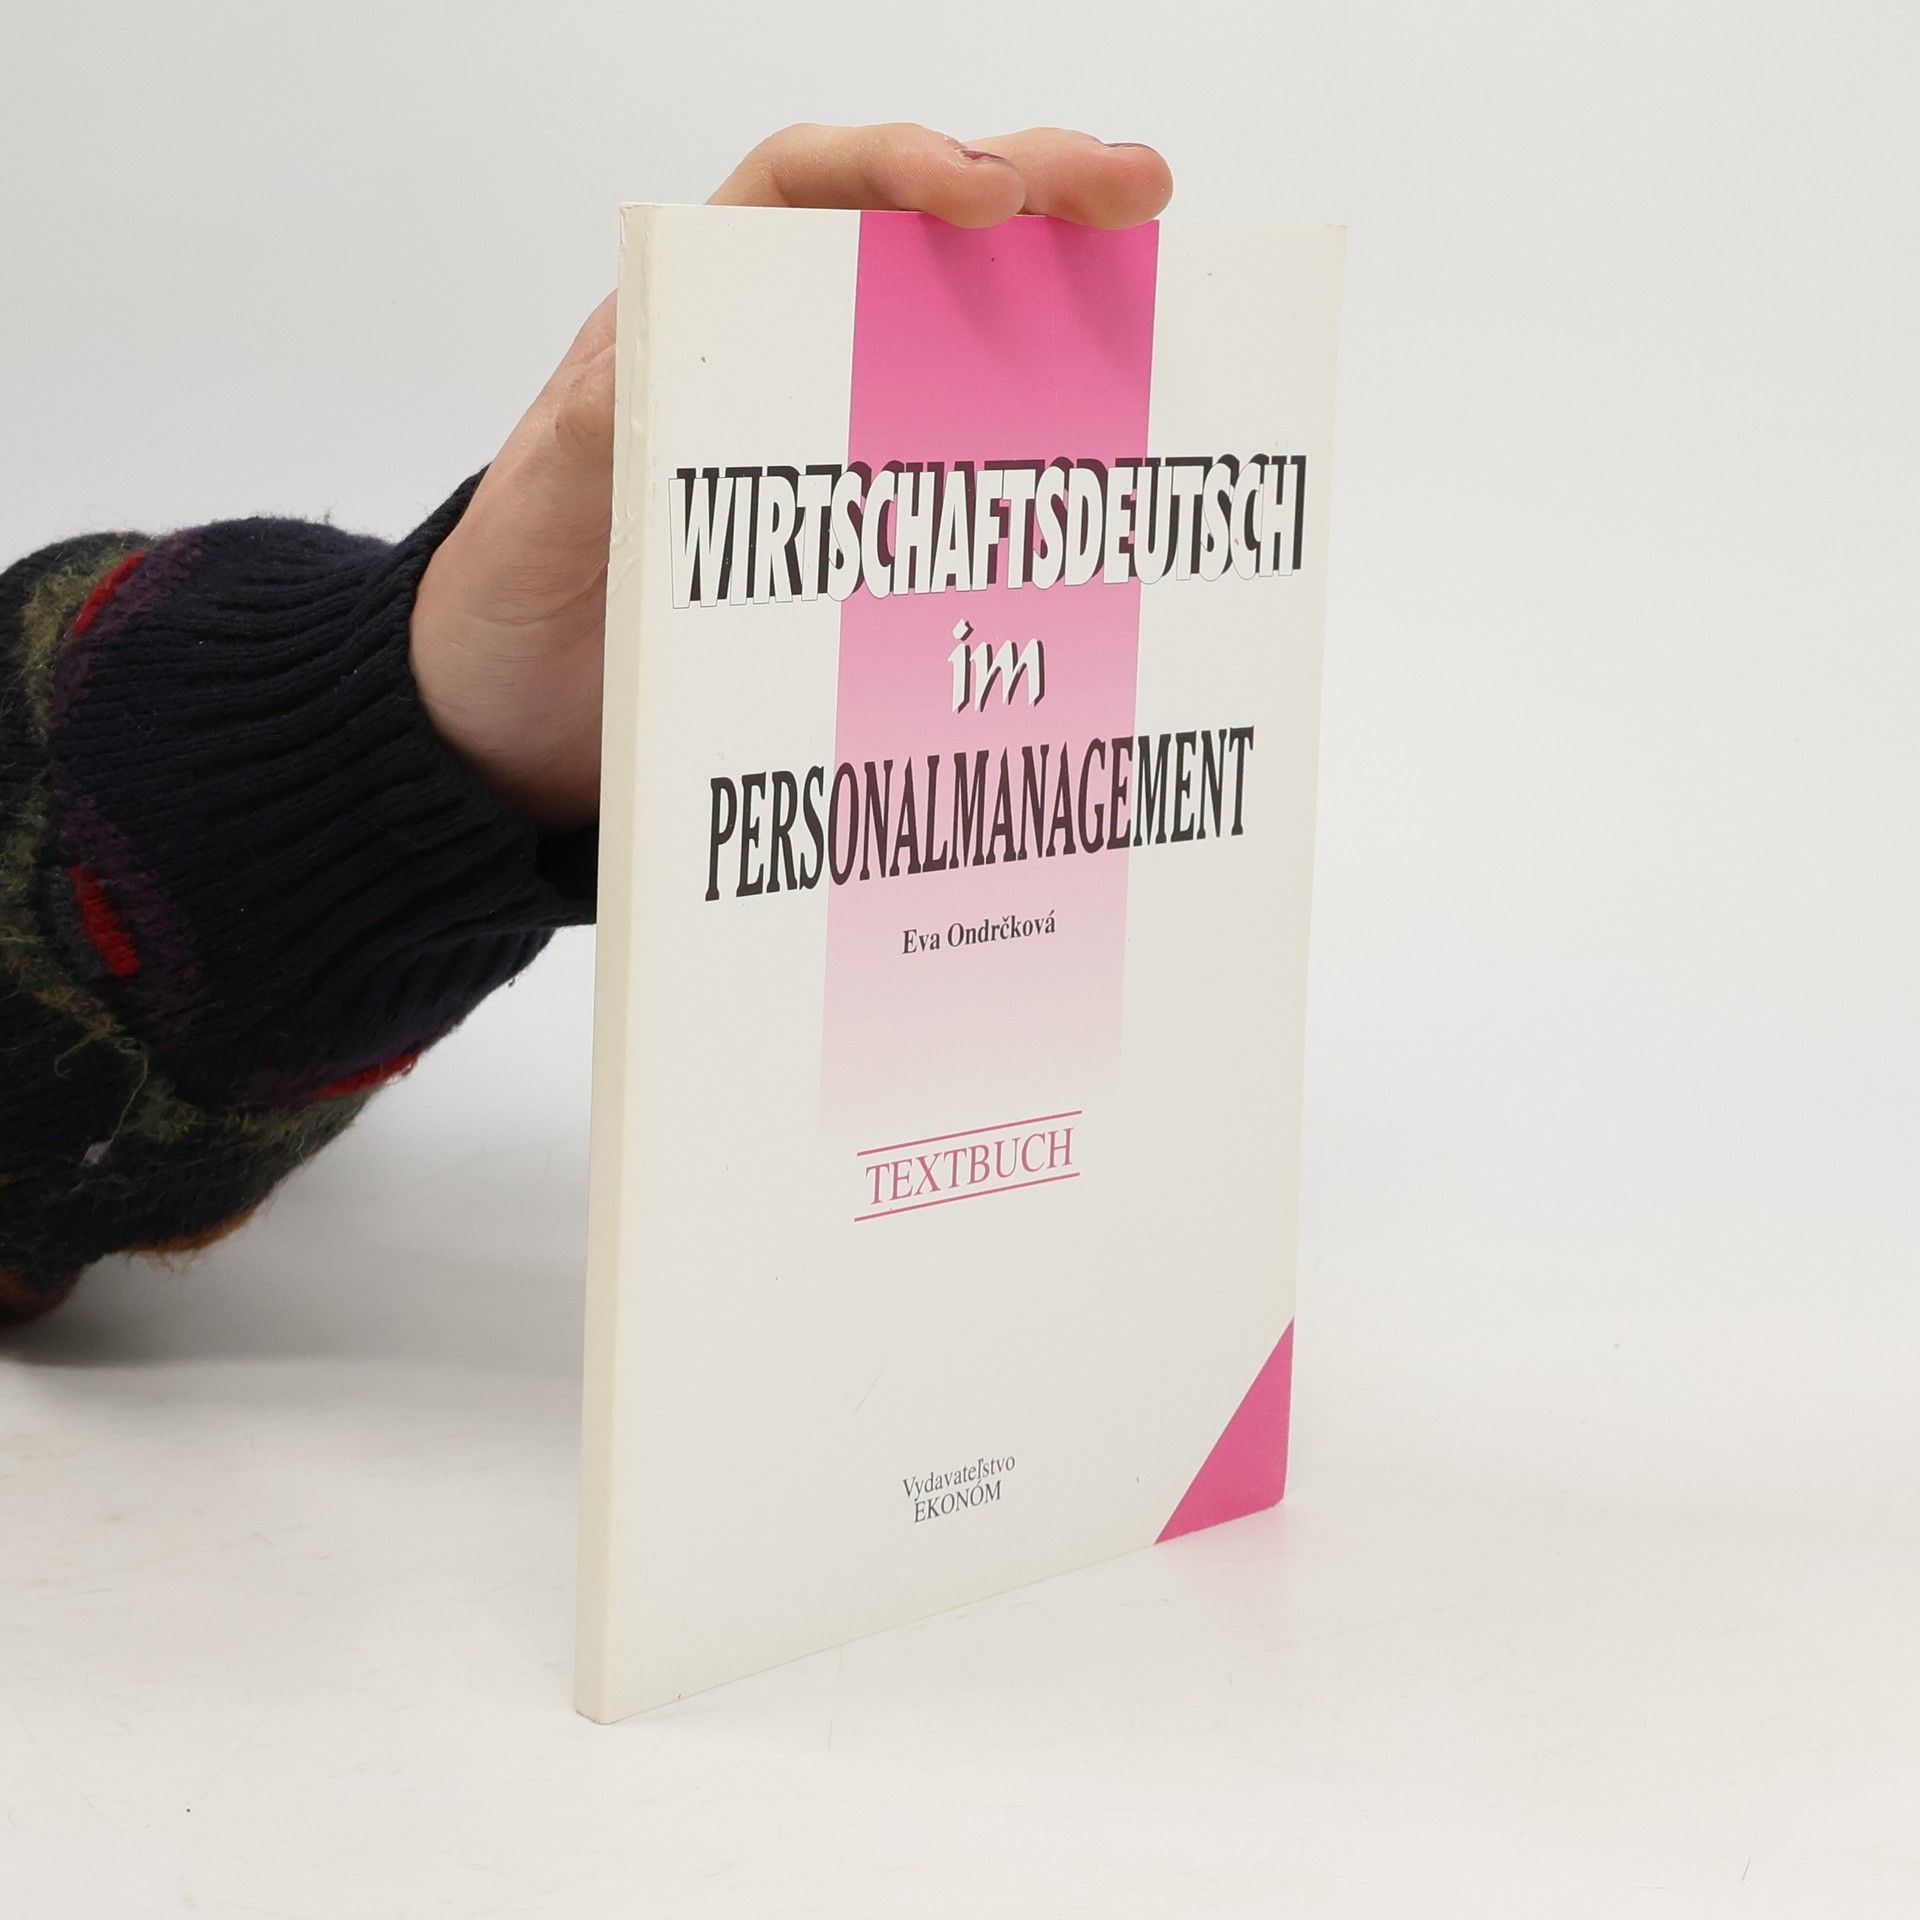 WIRTSCHAFTSDEUTSCH
im
PERSONALMANAGEMENT
Eva Ondrčková
TEXTBUCH
Vydavateľstvo
EKONÓM